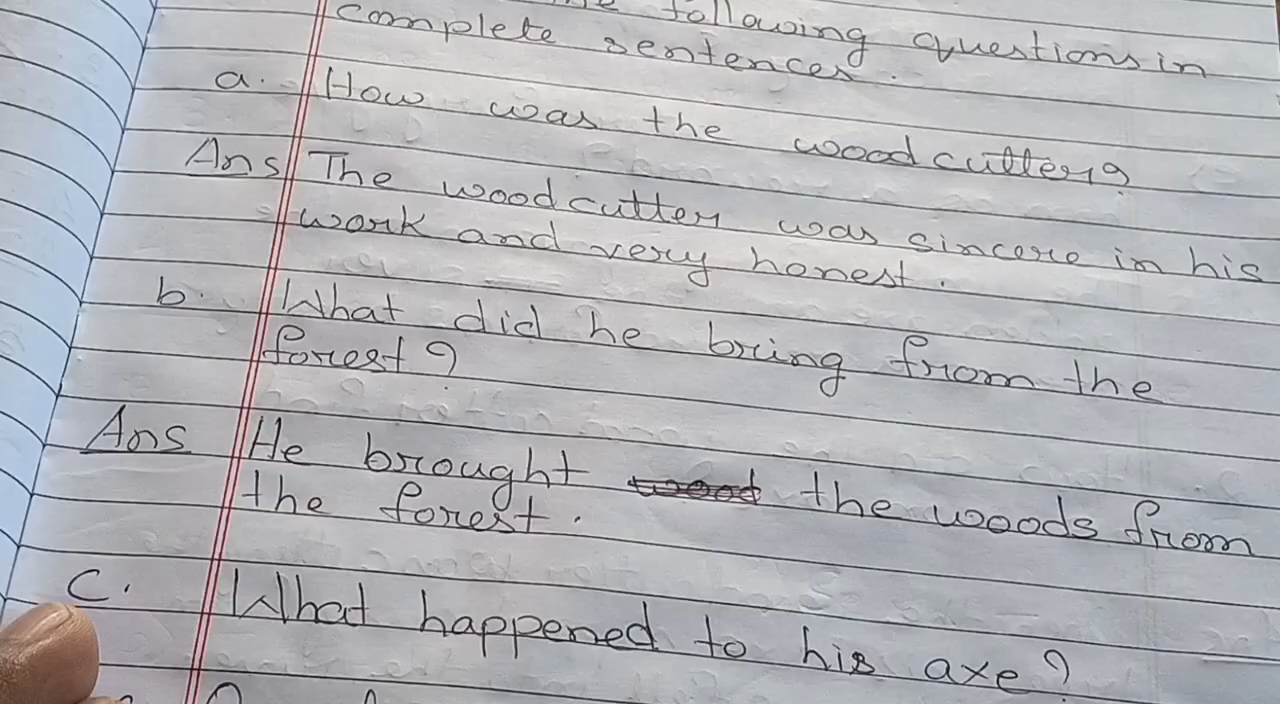 following questions in
complete sentences.
a. How was the woodcutter?
Ans The woodcutter was sincere in his
work and very honest.
b. What did he bring from the
forest?
Ans He brought the woods from
the forest.
C. What happened to his axe?